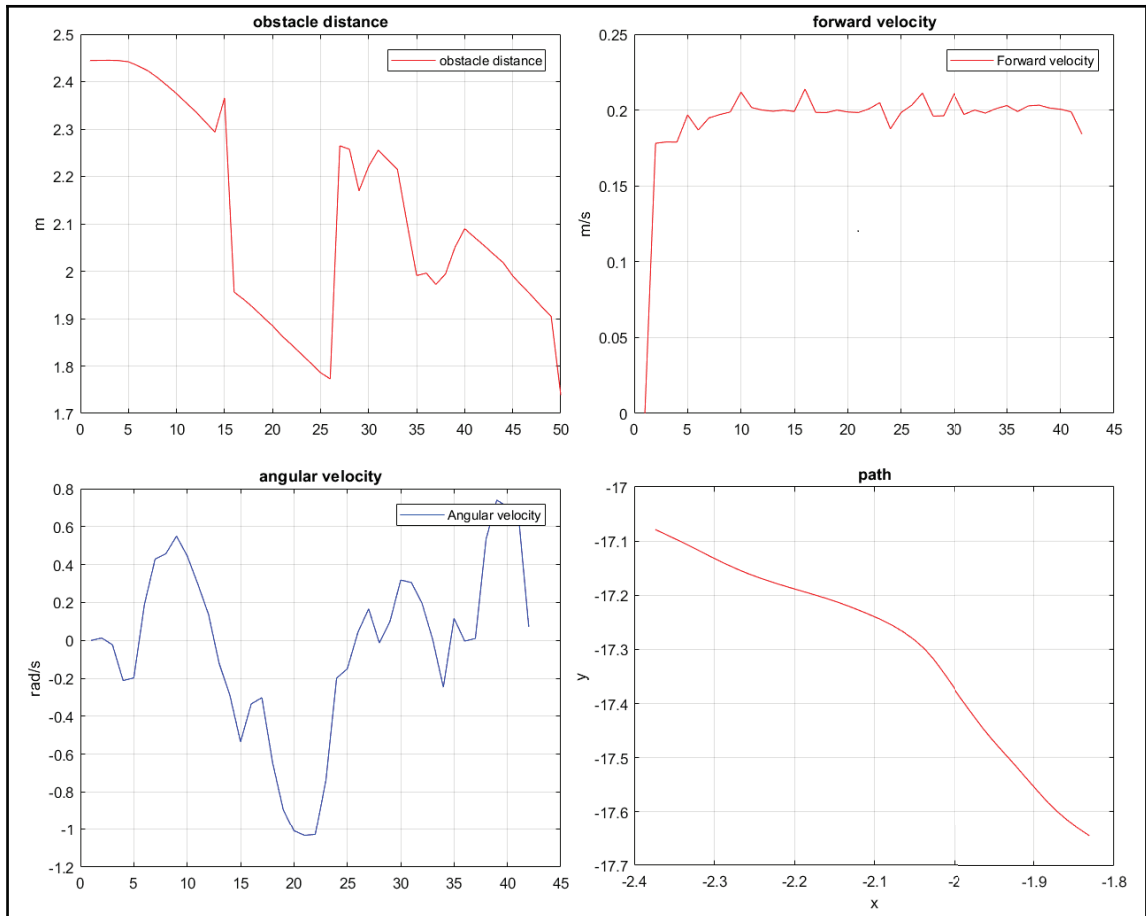 obstacle distance
2.5
2.4
2.3
2.2
2.1
2
1.9
1.8
1.7
m
obstacle distance
0 5 10 15 20 25 30 35 40 45 50
forward velocity
0.25
0.2
0.15
0.1
0.05
0
m/s
Forward velocity
0 5 10 15 20 25 30 35 40 45
angular velocity
0.8
0.6
0.4
0.2
0
-0.2
-0.4
-0.6
-0.8
-1
-1.2
rad/s
Angular velocity
0 5 10 15 20 25 30 35 40 45
path
-17
-17.1
-17.2
-17.3
-17.4
-17.5
-17.6
-17.7
y
-2.4 -2.3 -2.2 -2.1 -2 -1.9 -1.8
x